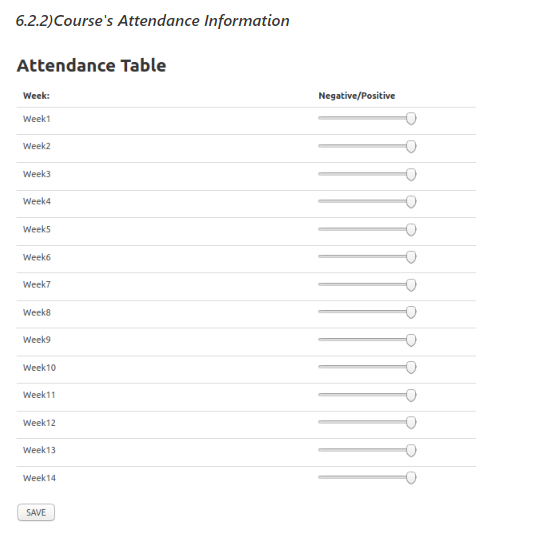 6.2.2)Course's Attendance Information
Attendance Table
Week: Negative/Positive
Week1
Week2
Week3
Week4
Week5
Week6
Week7
Week8
Week9
Week10
Week11
Week12
Week13
Week14
SAVE